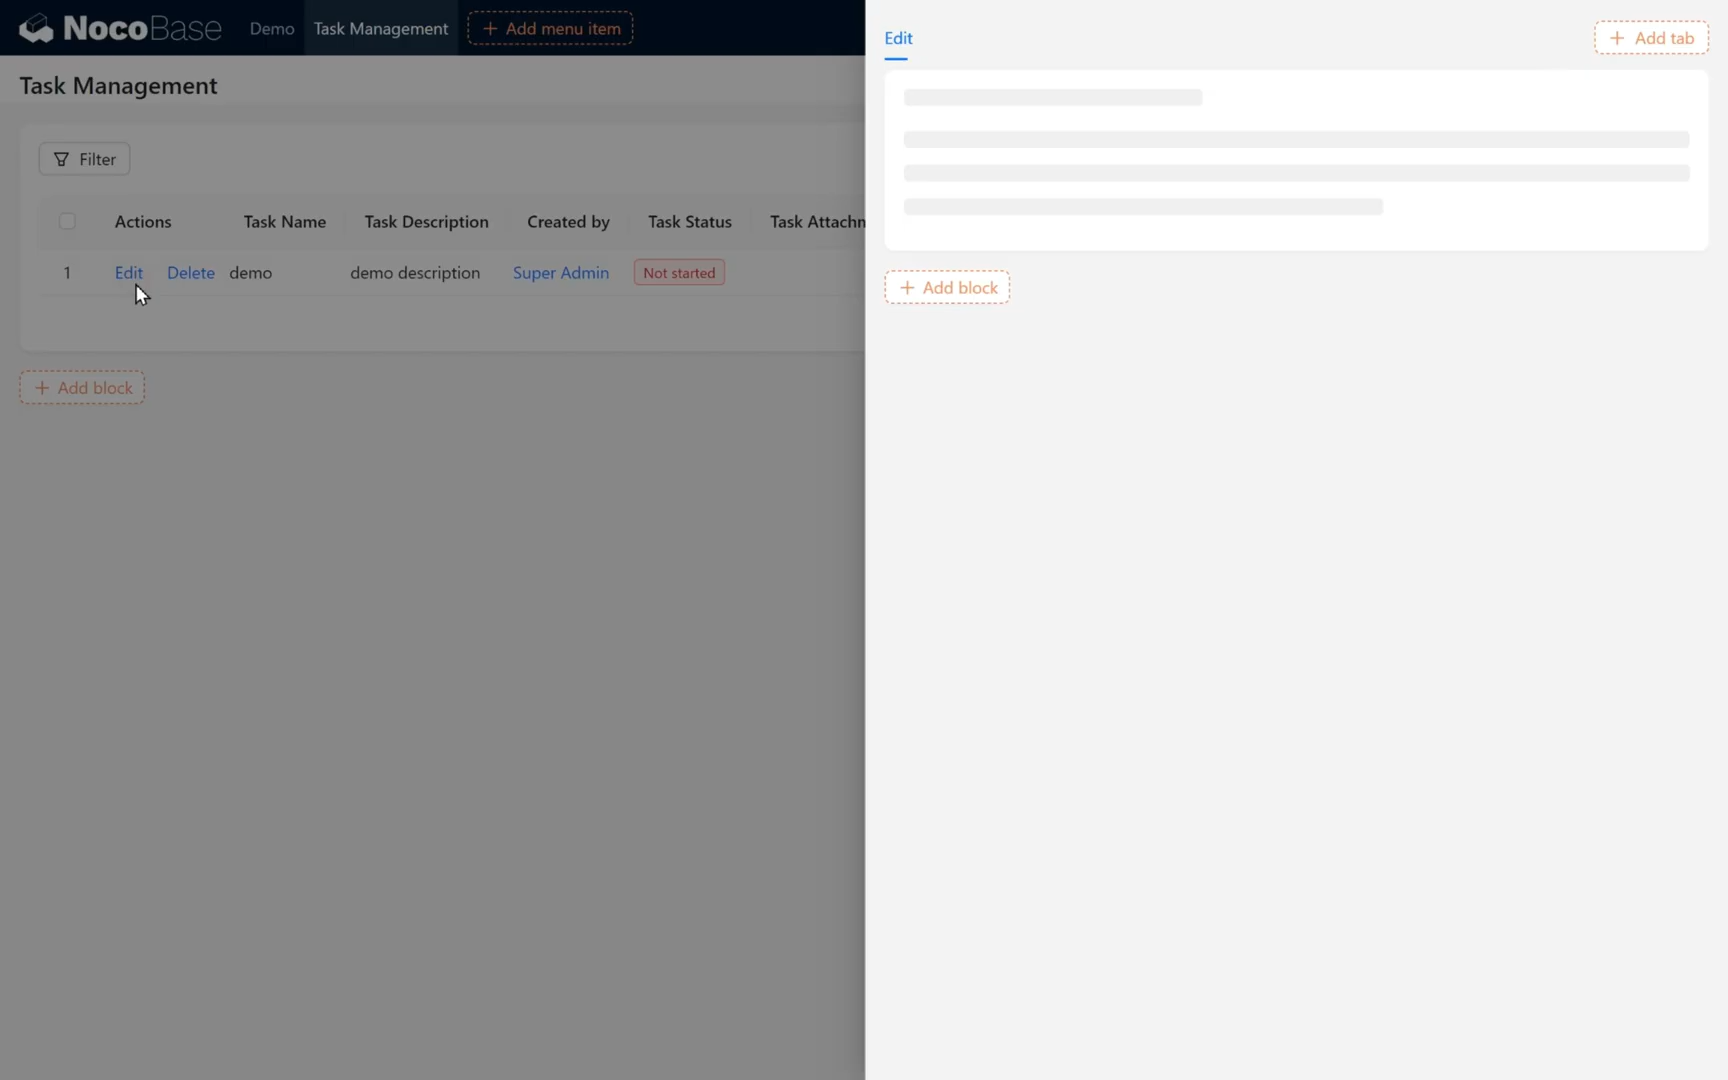 NocoBase Demo Task Management + Add menu item
Task Management
Filter
Actions Task Name Task Description Created by Task Status Task Attachn
1 Edit Delete demo demo description Super Admin Not started
+ Add block
Edit + Add tab
+ Add block